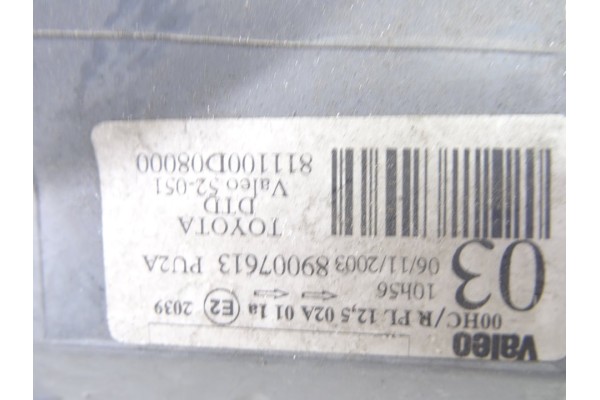 Valeo
00HC/R PL 12,5 02A 01 1a E2 2039
10h56
03
06/11/2003 89007613 PU2A
TOYOTA
DTD
Valeo 52-051
811100D08000